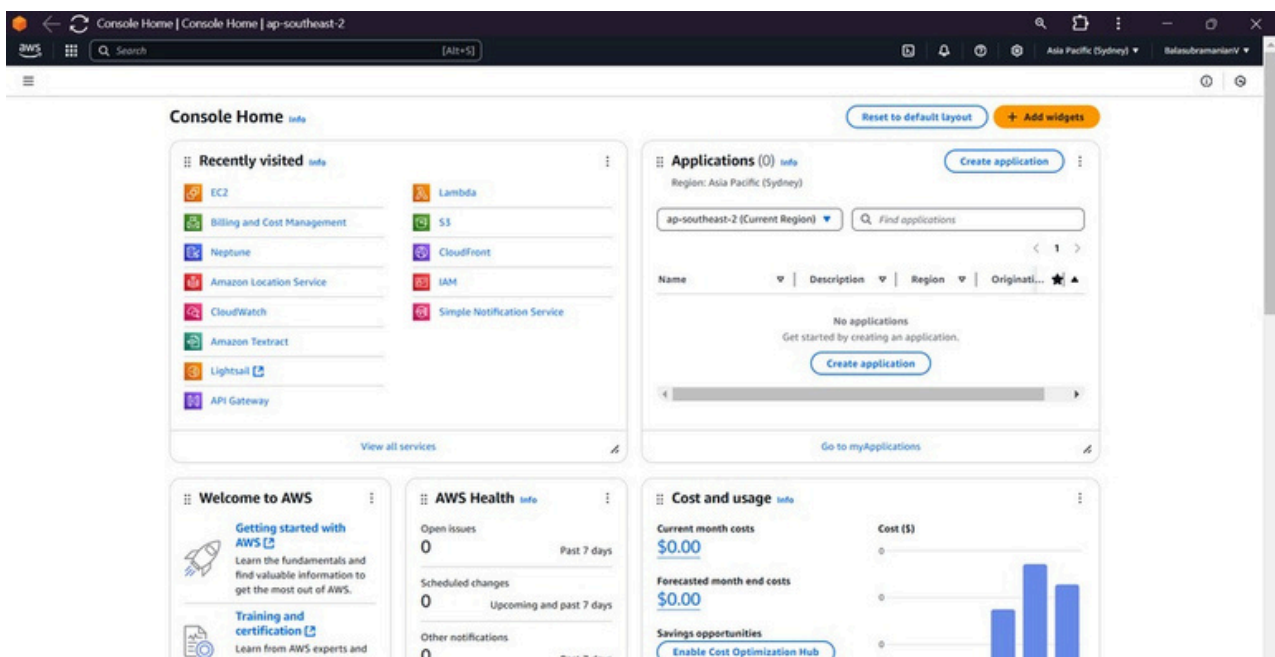 Console Home | Console Home | ap-southeast-2
aws
Search [Alt+S]
Asia Pacific (Sydney) ▼
BalasubramanianV ▼
Console Home Info
Reset to default layout
+ Add widgets
Recently visited Info
EC2
Billing and Cost Management
Neptune
Amazon Location Service
CloudWatch
Amazon Textract
Lightsail
API Gateway
Lambda
S3
CloudFront
IAM
Simple Notification Service
View all services
Applications (0) Info
Create application
Region: Asia Pacific (Sydney)
ap-southeast-2 (Current Region) ▼
Find applications
< 1 >
Name
Description
Region
Originati...
No applications
Get started by creating an application.
Create application
Go to myApplications
Welcome to AWS
Getting started with
AWS
Learn the fundamentals and
find valuable information to
get the most out of AWS.
Training and
certification
Learn from AWS experts and
AWS Health Info
Open issues
0 Past 7 days
Scheduled changes
0 Upcoming and past 7 days
Other notifications
0 Past 7 days
Cost and usage Info
Current month costs
$0.00
Forecasted month end costs
$0.00
Savings opportunities
Enable Cost Optimization Hub
Cost ($)
0
0
0